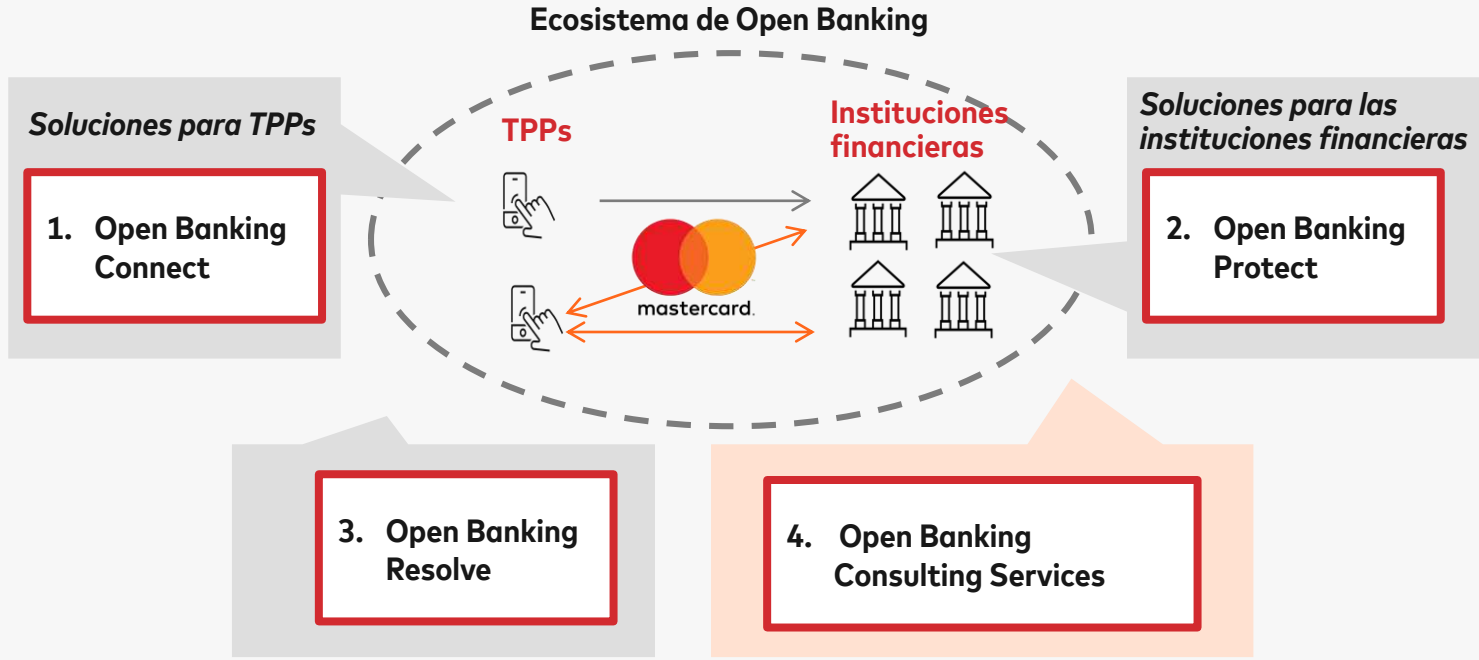 Ecosistema de Open Banking
Soluciones para TPPs
1. Open Banking
Connect
TPPs
Instituciones
financieras
mastercard.
Soluciones para las
instituciones financieras
2. Open Banking
Protect
3. Open Banking
Resolve
4. Open Banking
Consulting Services